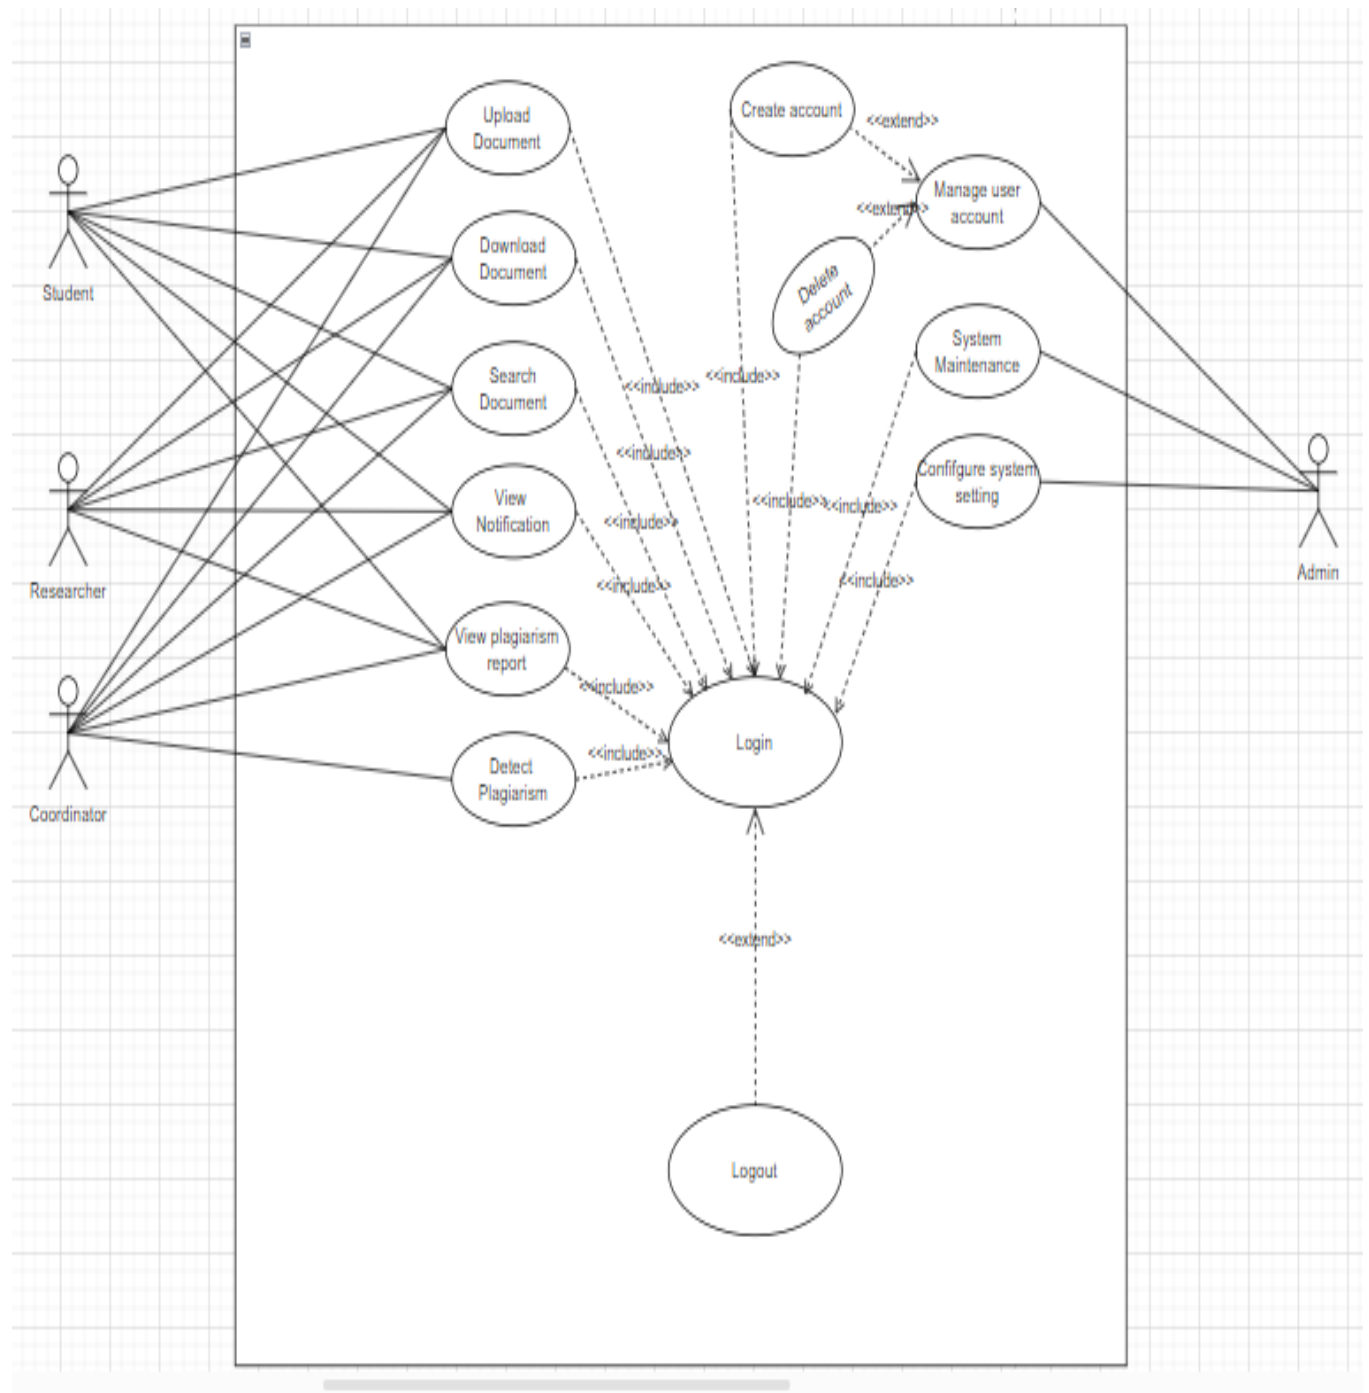 Upload
Document
Create account
<<extend>>
Manage user
account
<<extend>>
Download
Document
Delete
account
Student
System
Maintenance
Search
Document
<<include>>
<<include>>
<<include>>
Confifgure system
setting
View
Notification
<<include>>
<<include>>
<<include>>
<<include>>
<<include>>
Researcher
Admin
View plagiarism
report
<<include>>
Login
<<include>>
Detect
Plagiarism
Coordinator
<<extend>>
Logout